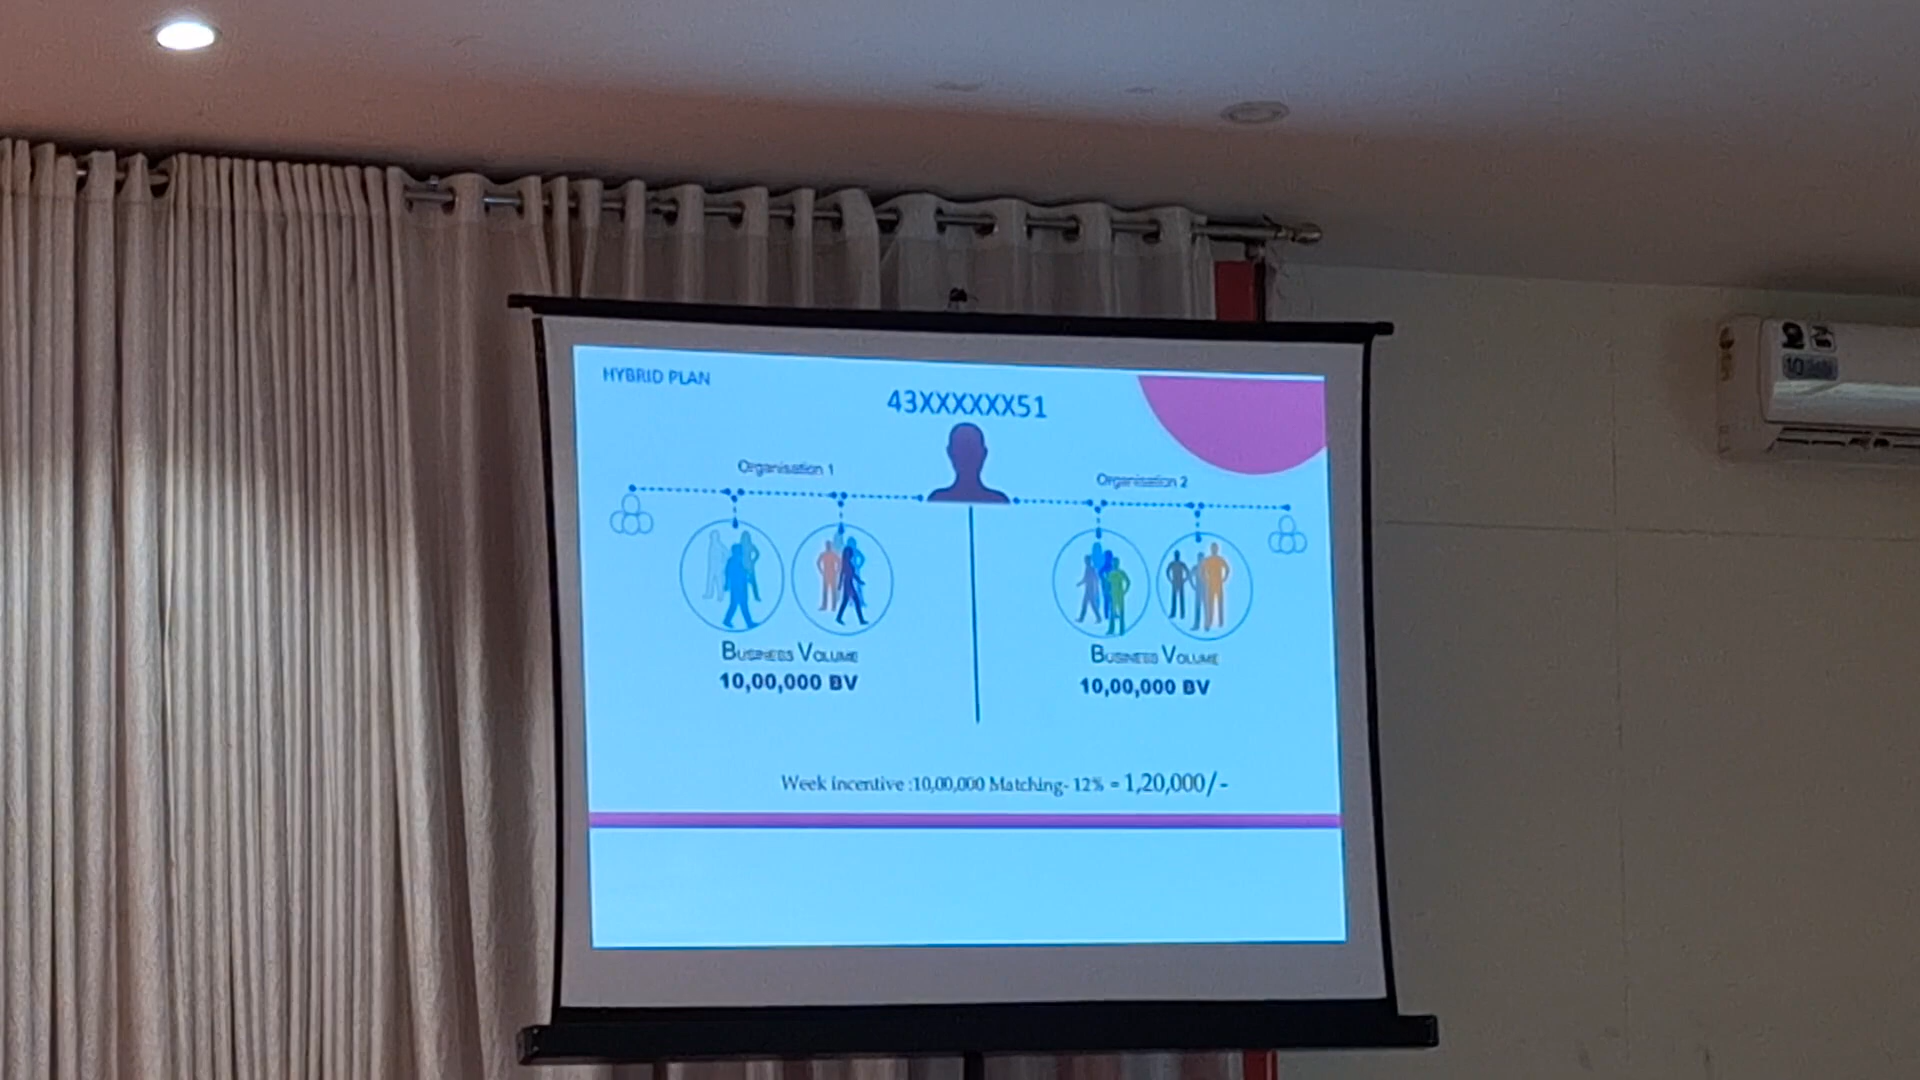 HYBRID PLAN
43XXXXXX51
Organisation 1
Organisation 2
BUSINESS VOLUME
10,00,000 BV
BUSINESS VOLUME
10,00,000 BV
Week incentive :10,00,000 Matching- 12% = 1,20,000/-
10